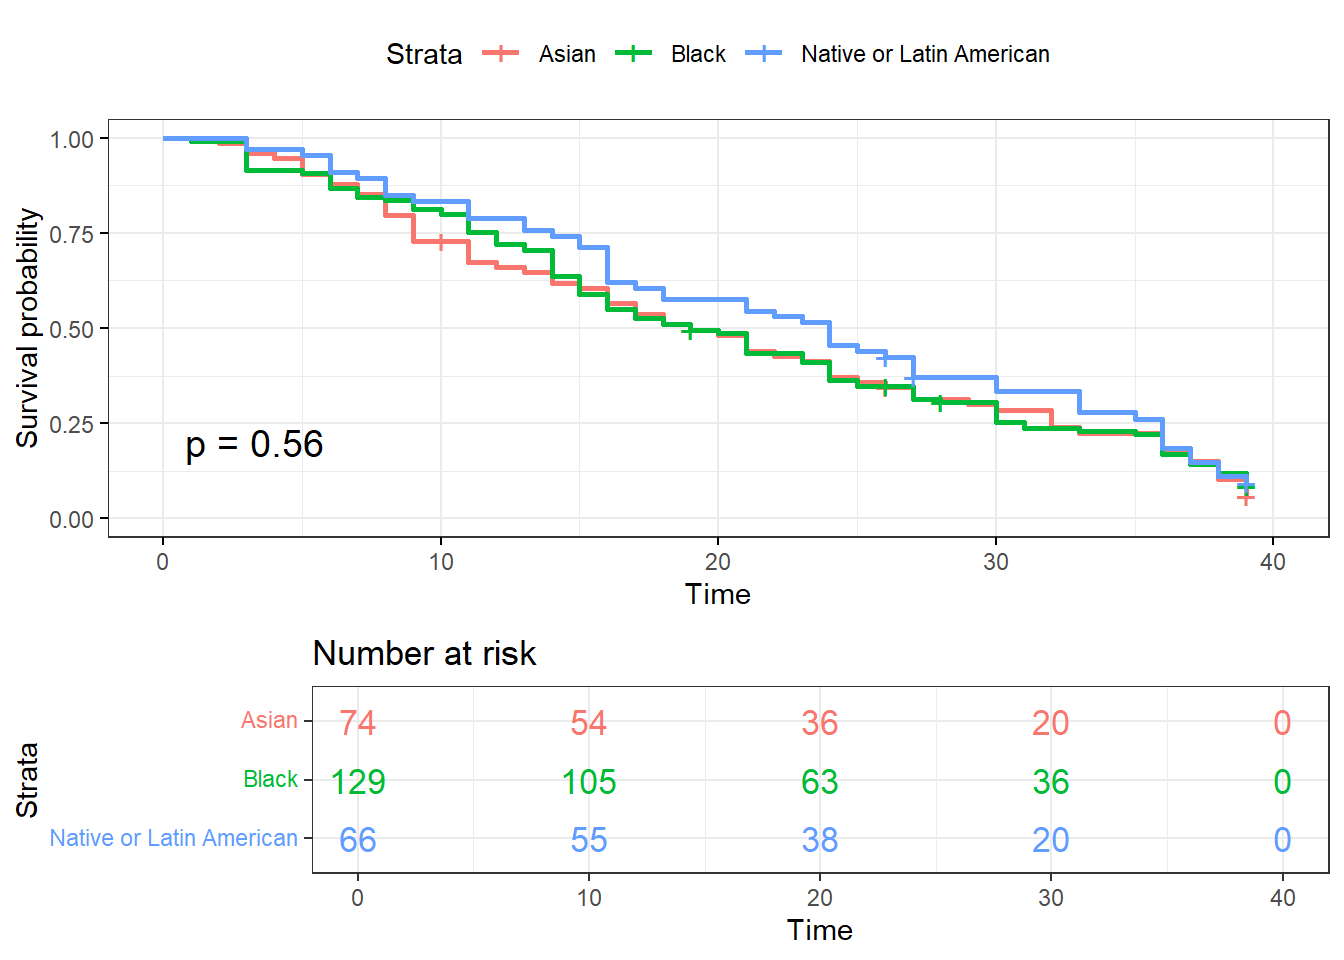 Strata Asian Black Native or Latin American
1.00
0.75
0.50
0.25
0.00
Survival probability
p = 0.56
0 10 20 30 40
Time
Number at risk
Strata
Asian 74 54 36 20 0
Black 129 105 63 36 0
Native or Latin American 66 55 38 20 0
0 10 20 30 40
Time